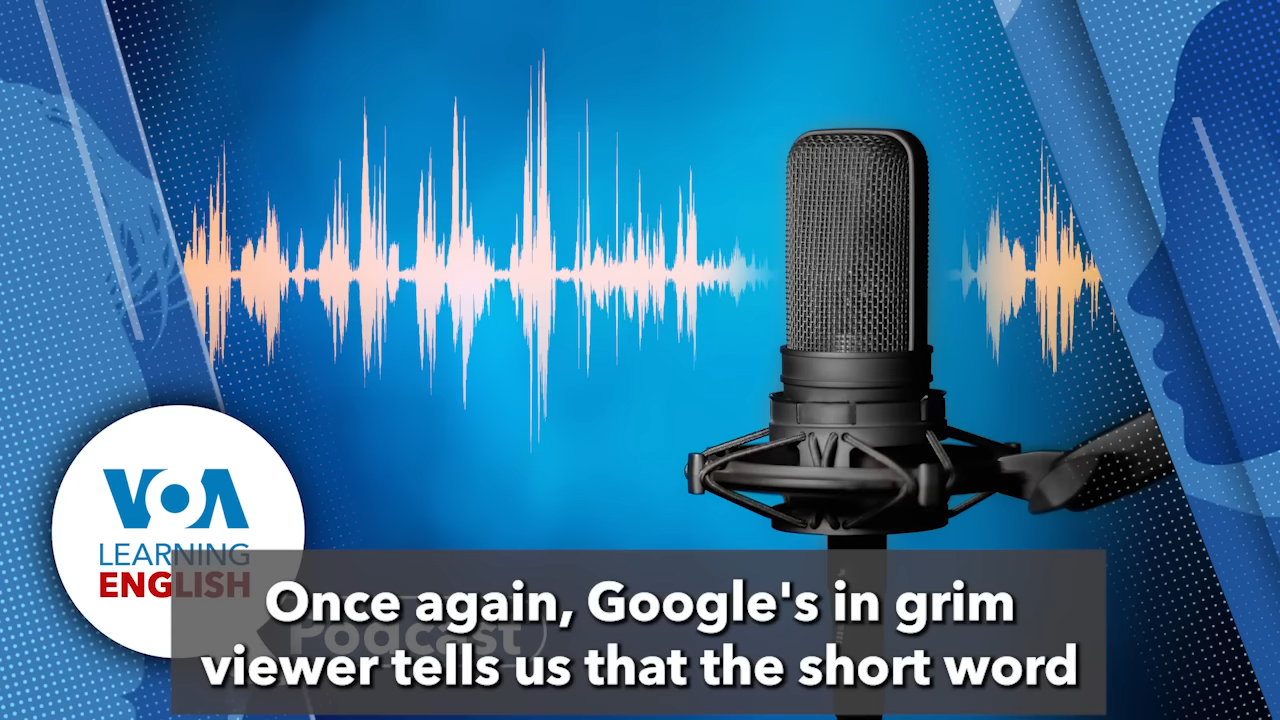 VOA
LEARNING
ENGLISH
Podcast
Once again, Google's in grim
viewer tells us that the short word